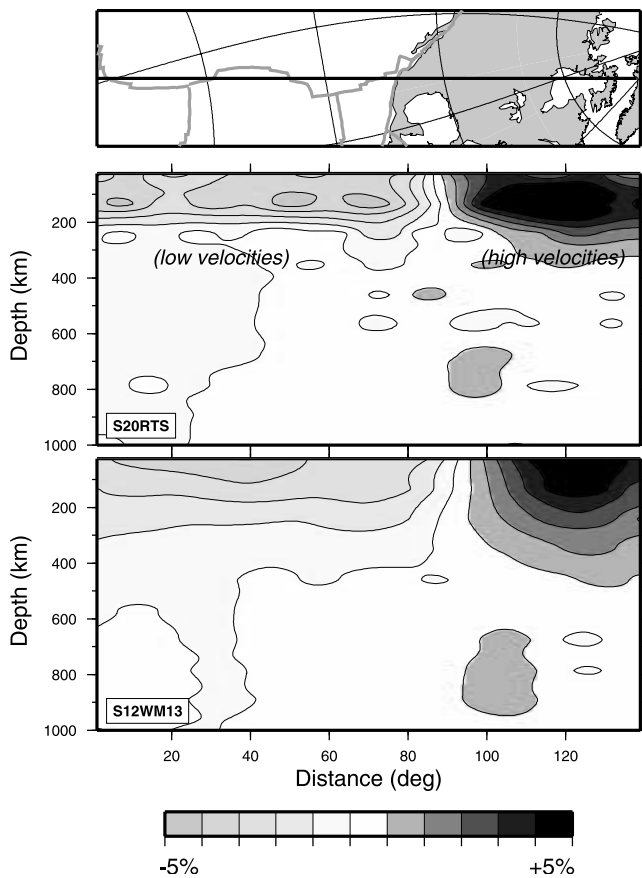 200
400
600
800
1000
Depth (km)
(low velocities)
(high velocities)
S20RTS
200
400
600
800
1000
Depth (km)
S12WM13
20 40 60 80 100 120
Distance (deg)
-5% +5%